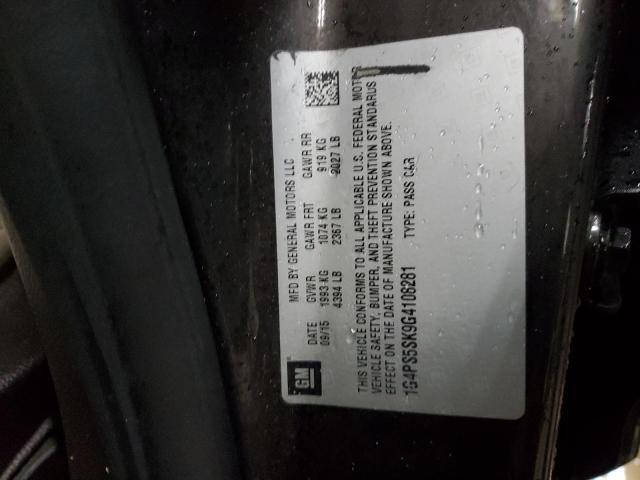 GM
MFD BY GENERAL MOTORS LLC
DATE GVWR GAWR FRT GAWR RR
09/15 1993 KG 1074 KG 919 KG
4394 LB 2367 LB 2027 LB
THIS VEHICLE CONFORMS TO ALL APPLICABLE U.S. FEDERAL MOTOR
VEHICLE SAFETY, BUMPER, AND THEFT PREVENTION STANDARDS
EFFECT ON THE DATE OF MANUFACTURE SHOWN ABOVE.
1G4PS5SK9G4106281 TYPE: PASS CAR